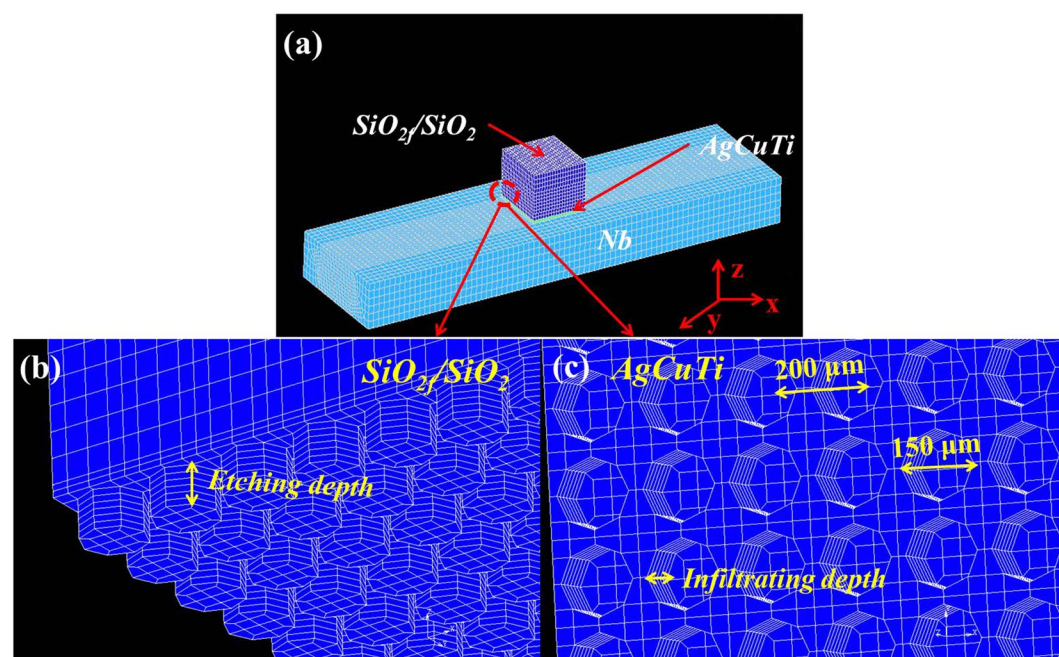 (a)
SiO2f/SiO2
AgCuTi
Nb
z
x
y
(b)
SiO2f/SiO2
Etching depth
(c)
AgCuTi
200 μm
150 μm
Infiltrating depth